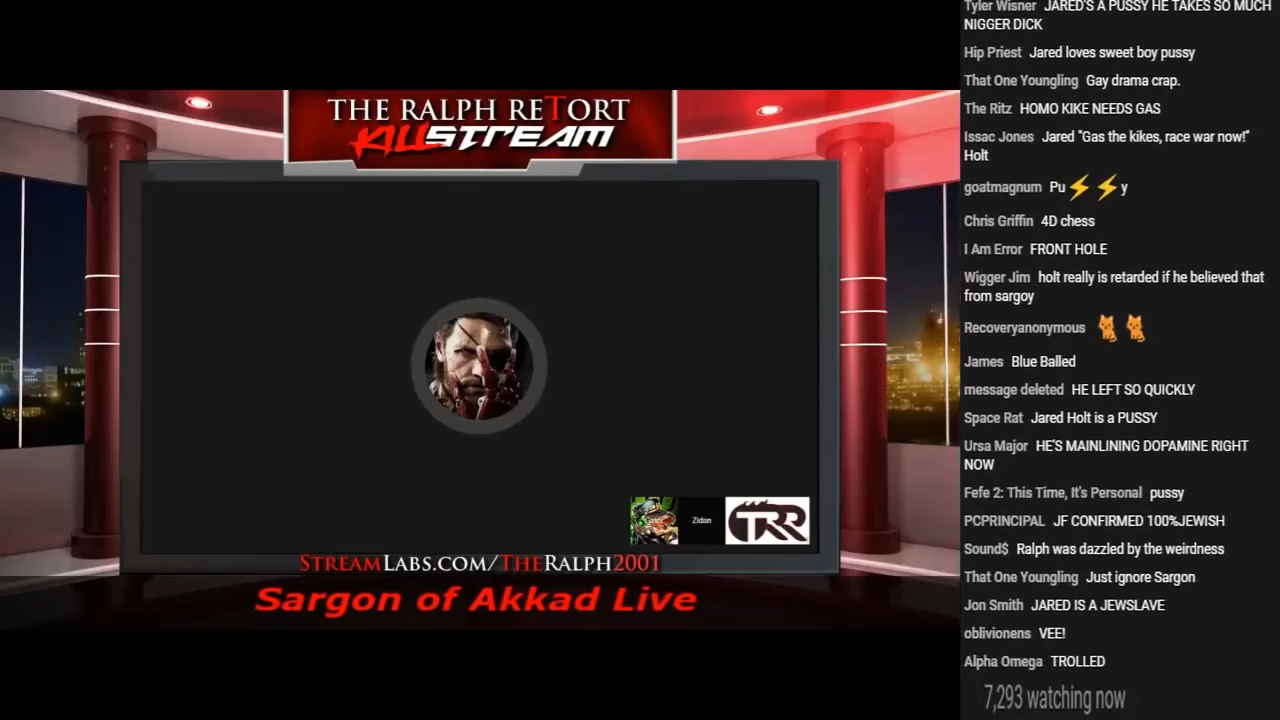 THE RALPH RETORT
KILLSTREAM
Gator
Zidan
TRR
STREAMLABS.COM/THERALPH2001
Sargon of Akkad Live
Tyler Wisner JARED'S A PUSSY HE TAKES SO MUCH
NIGGER DICK
Hip Priest Jared loves sweet boy pussy
That One Youngling Gay drama crap.
The Ritz HOMO KIKE NEEDS GAS
Issac Jones Jared "Gas the kikes, race war now!"
Holt
goatmagnum Pu⚡⚡y
Chris Griffin 4D chess
I Am Error FRONT HOLE
Wigger Jim holt really is retarded if he believed that
from sargoy
Recoveryanonymous
James Blue Balled
message deleted HE LEFT SO QUICKLY
Space Rat Jared Holt is a PUSSY
Ursa Major HE'S MAINLINING DOPAMINE RIGHT
NOW
Fefe 2: This Time, It's Personal pussy
PCPRINCIPAL JF CONFIRMED 100%JEWISH
Sound$ Ralph was dazzled by the weirdness
That One Youngling Just ignore Sargon
Jon Smith JARED IS A JEWSLAVE
oblivionens VEE!
Alpha Omega TROLLED
7,293 watching now